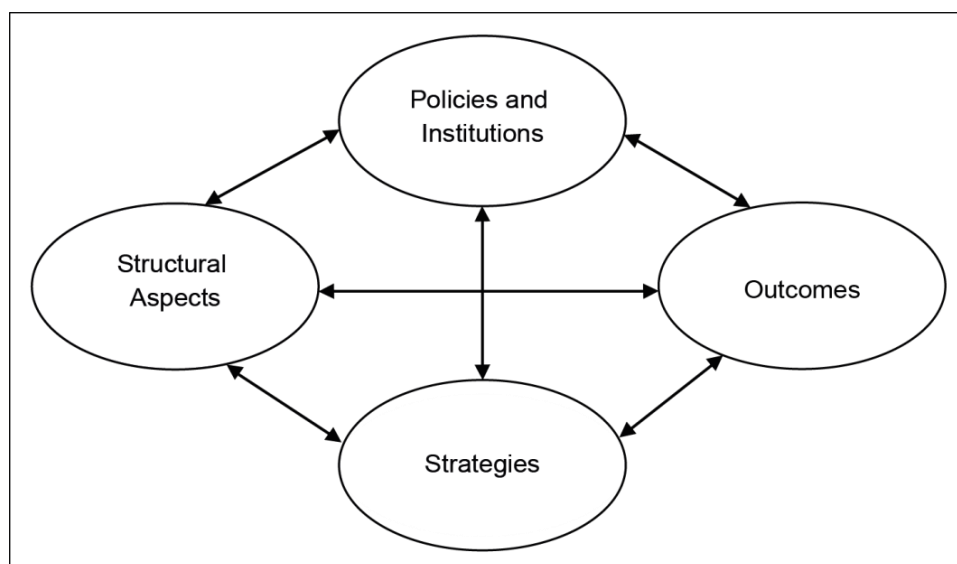 Policies and
Institutions
Structural
Aspects
Outcomes
Strategies